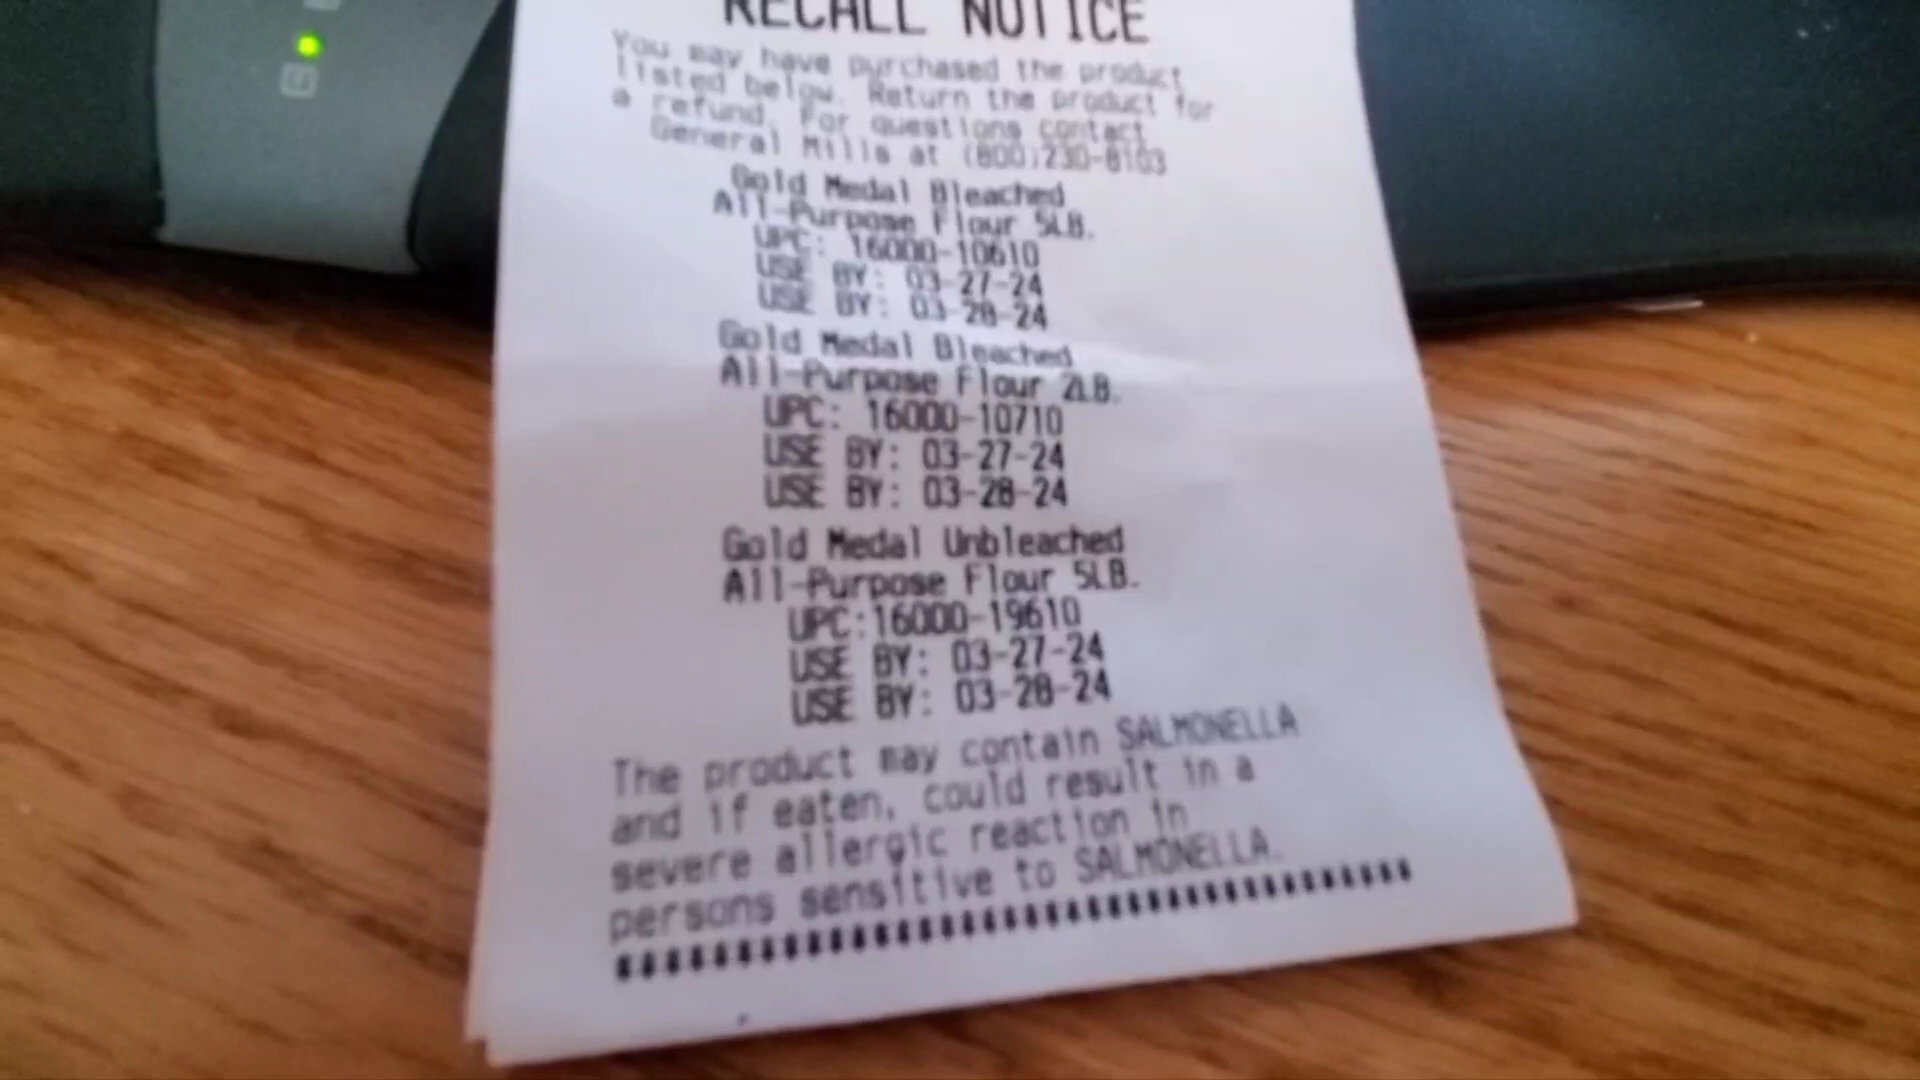 RECALL NOTICE
You may have purchased the product
listed below. Return the product for
a refund. For questions contact
General Mills at (800)230-8103
Gold Medal Bleached
All-Purpose Flour 5LB.
UPC: 16000-10610
USE BY: 03-27-24
USE BY: 03-28-24
Gold Medal Bleached
All-Purpose Flour 2LB.
UPC: 16000-10710
USE BY: 03-27-24
USE BY: 03-28-24
Gold Medal Unbleached
All-Purpose Flour 5LB.
UPC:16000-19610
USE BY: 03-27-24
USE BY: 03-28-24
The product may contain SALMONELLA
and if eaten, could result in a
severe allergic reaction in
persons sensitive to SALMONELLA.